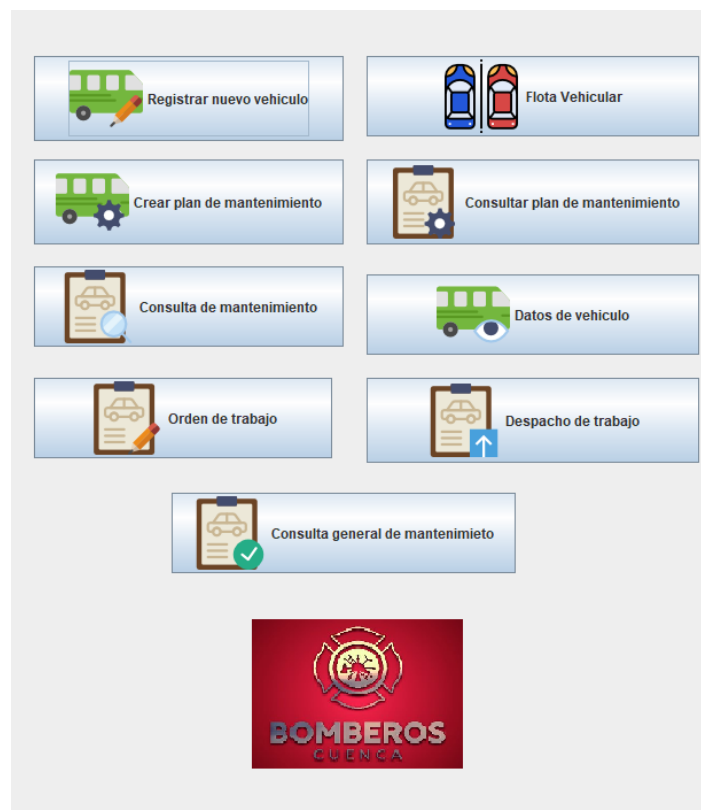 Registrar nuevo vehiculo
Flota Vehicular
Crear plan de mantenimiento
Consultar plan de mantenimiento
Consulta de mantenimiento
Datos de vehiculo
Orden de trabajo
Despacho de trabajo
Consulta general de mantenimieto
BOMBEROS
CUENCA